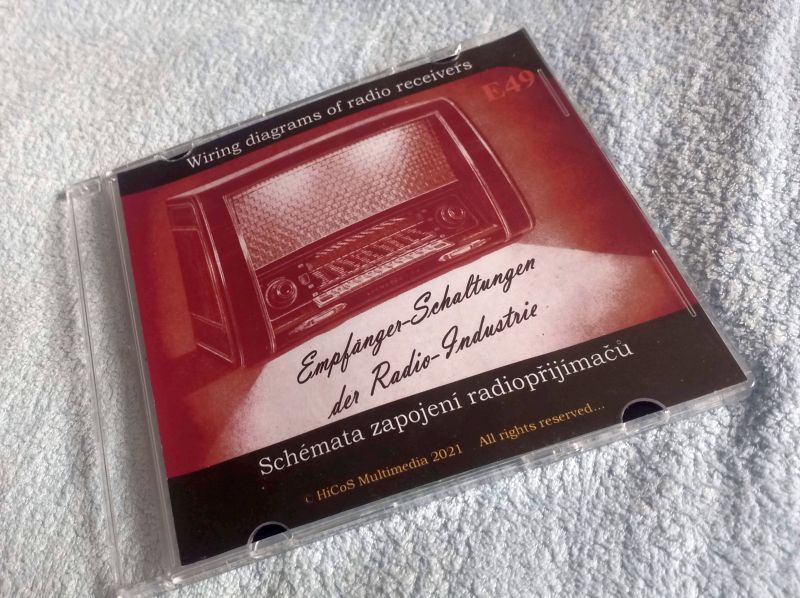 Wiring diagrams of radio receivers
E49
Empfänger-Schaltungen
der Radio-Industrie
Schémata zapojení radiopřijímačů
© HiCoS Multimedia 2021 All rights reserved...